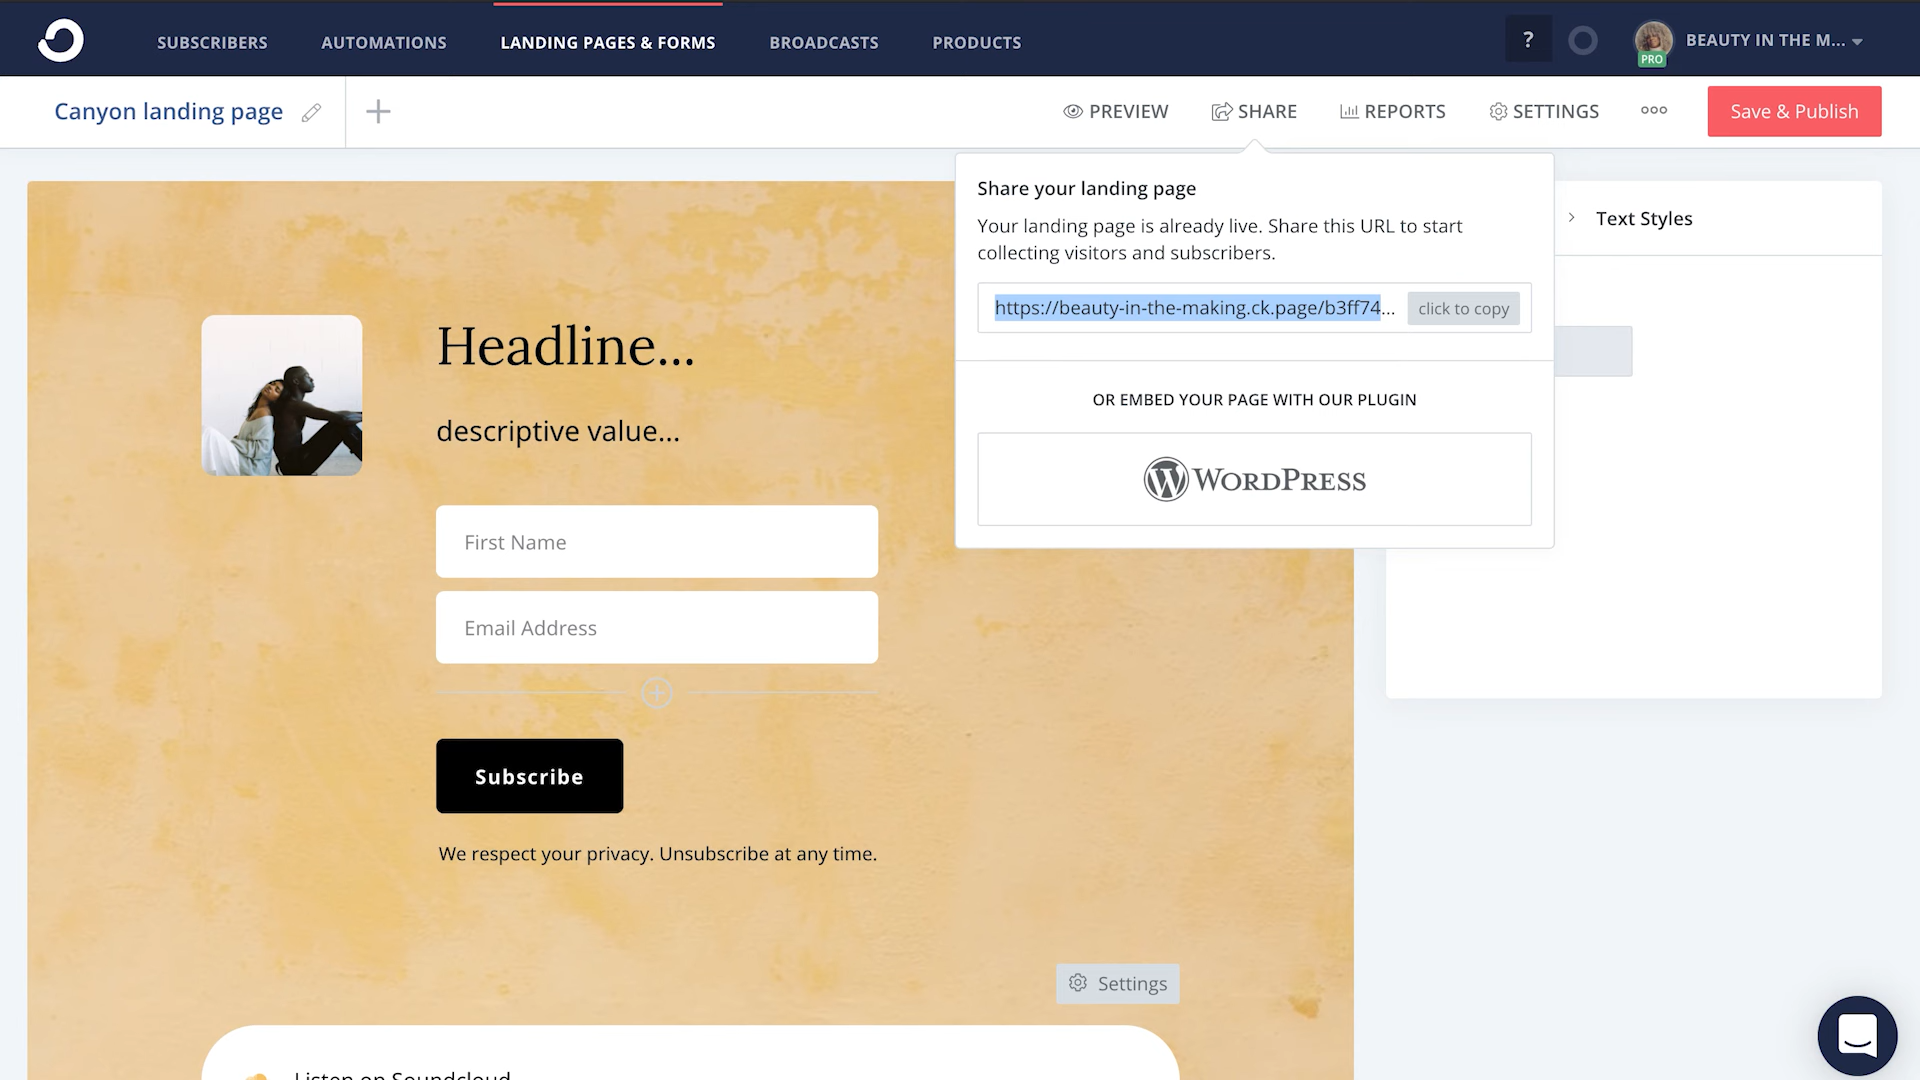 SUBSCRIBERS
AUTOMATIONS
LANDING PAGES & FORMS
BROADCASTS
PRODUCTS
?
PRO
BEAUTY IN THE M...
Canyon landing page
PREVIEW
SHARE
REPORTS
SETTINGS
Save & Publish
Share your landing page
Your landing page is already live. Share this URL to start
collecting visitors and subscribers.
https://beauty-in-the-making.ck.page/b3ff74...
click to copy
OR EMBED YOUR PAGE WITH OUR PLUGIN
WORDPRESS
Text Styles
Headline...
descriptive value...
First Name
Email Address
Subscribe
We respect your privacy. Unsubscribe at any time.
Settings
Listen on Soundcloud